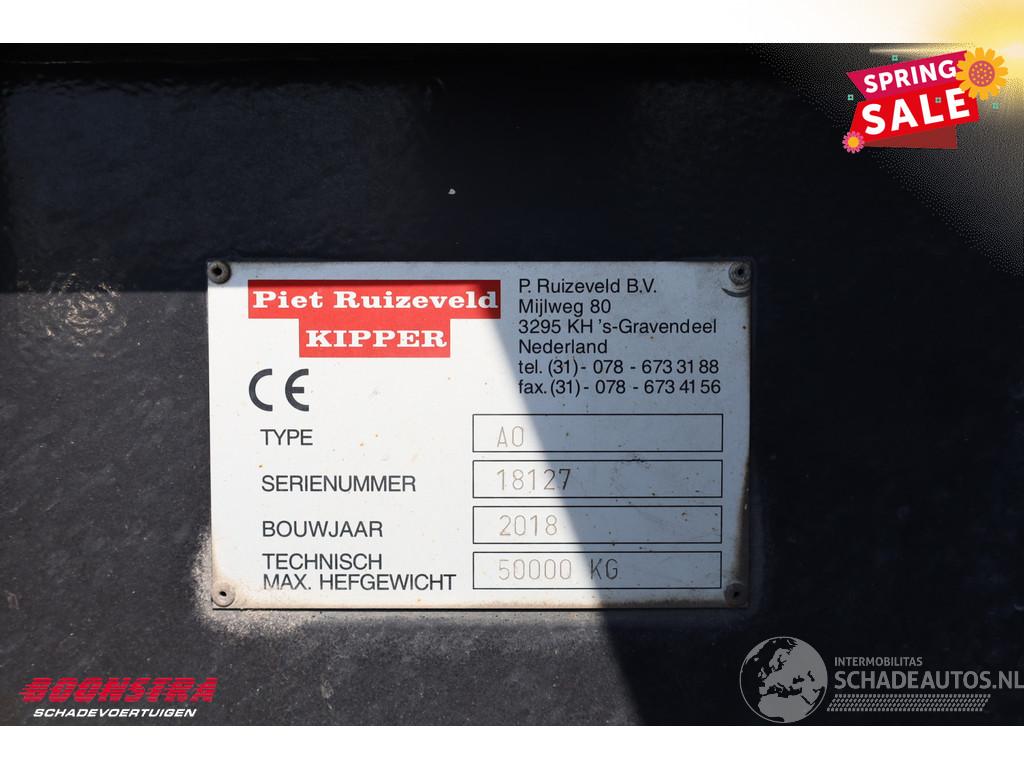 SPRING
SALE
Piet Ruizeveld
KIPPER
P. Ruizeveld B.V.
Mijlweg 80
3295 KH 's-Gravendeel
Nederland
tel. (31) - 078 - 673 31 88
fax. (31) - 078 - 673 41 56
CE
TYPE AO
SERIENUMMER 18127
BOUWJAAR 2018
TECHNISCH
MAX. HEFGEWICHT 50000 KG
BOONSTRA
SCHADEVOERTUIGEN
INTERMOBILITAS
SCHADEAUTOS.NL